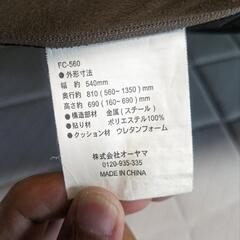 FC-560
●外形寸法
幅 約 540mm
奥行約 810(560~1350)mm
高さ約 690(160~690)mm
●構造部材 金属(スチール)
●貼り材 ポリエステル100%
●クッション材 ウレタンフォーム
株式会社オーヤマ
0120-935-335
MADE IN CHINA